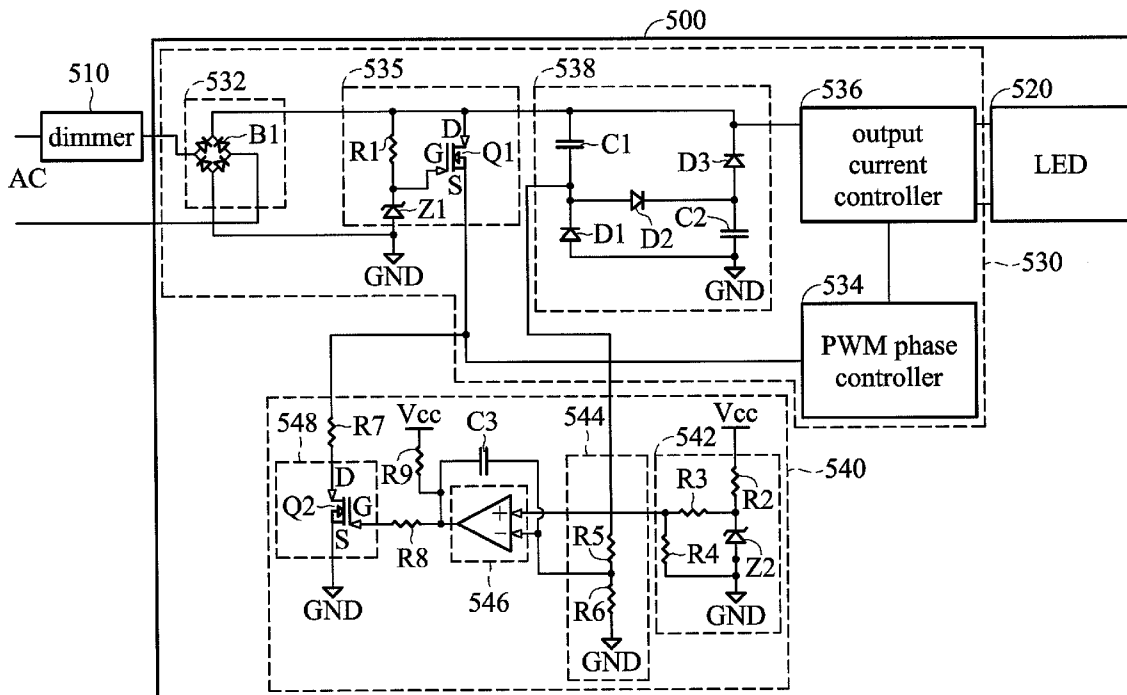 500
510
532
535
538
536
520
dimmer
B1
D
R1
G
Q1
S
C1
D3
output
current
controller
LED
AC
Z1
D1
D2
C2
GND
GND
530
534
PWM phase
controller
Vcc
C3
544
Vcc
542
548
R7
R9
540
D
R3
R2
Q2
G
+
S
R8
−
R5
R4
Z2
GND
546
R6
GND
GND